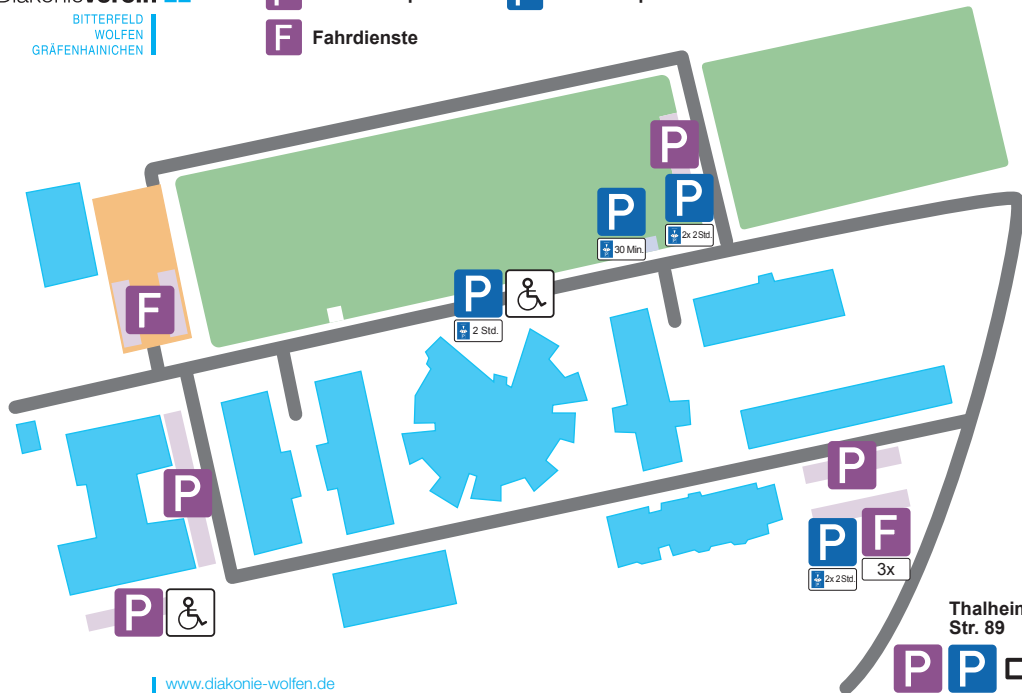 BITTERFELD
WOLFEN
GRÄFENHAINICHEN
F Fahrdienste
P
P
P
30 Min.
2x 2 Std.
P
2 Std.
F
P
P
P
F
2x 2 Std.
3x
P
Str. 89
P P
www.diakonie-wolfen.de